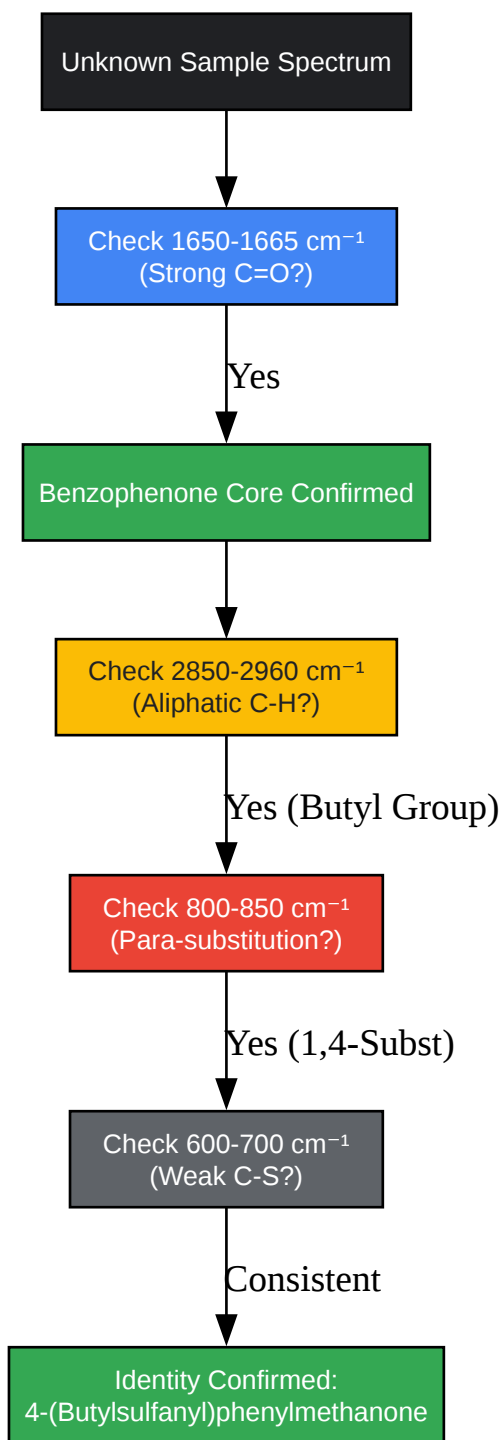 Unknown Sample Spectrum
Check 1650-1665 cm⁻¹
(Strong C=O?)
Yes
Benzophenone Core Confirmed
Check 2850-2960 cm⁻¹
(Aliphatic C-H?)
Yes (Butyl Group)
Check 800-850 cm⁻¹
(Para-substitution?)
Yes (1,4-Subst)
Check 600-700 cm⁻¹
(Weak C-S?)
Consistent
Identity Confirmed:
4-(Butylsulfanyl)phenylmethanone